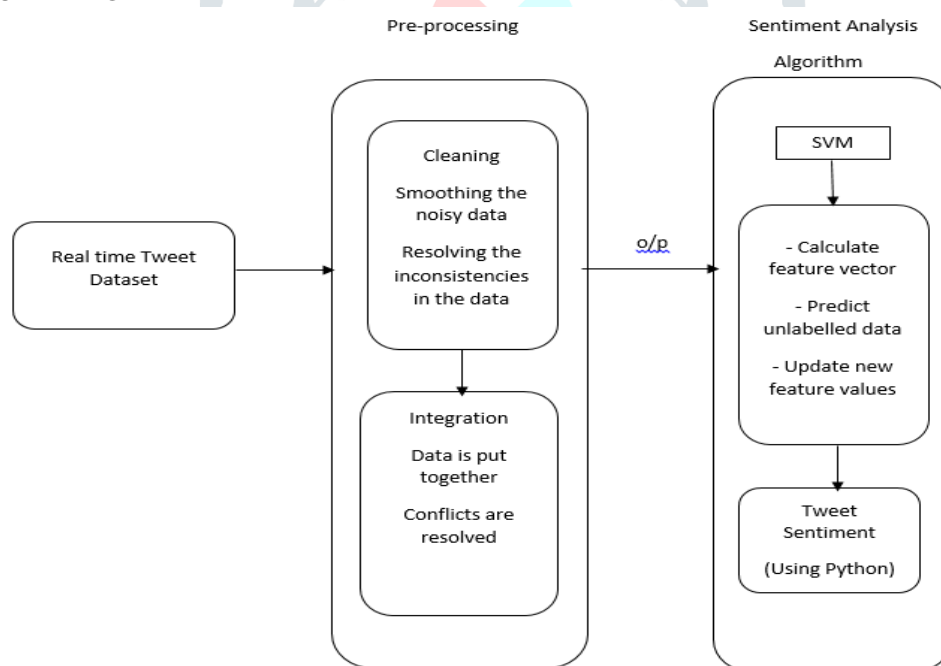 Pre-processing
Sentiment Analysis
Algorithm
Real time Tweet
Dataset
Cleaning
Smoothing the
noisy data
Resolving the
inconsistencies
in the data
Integration
Data is put
together
Conflicts are
resolved
o/p
SVM
- Calculate
feature vector
- Predict
unlabelled data
- Update new
feature values
Tweet
Sentiment
(Using Python)